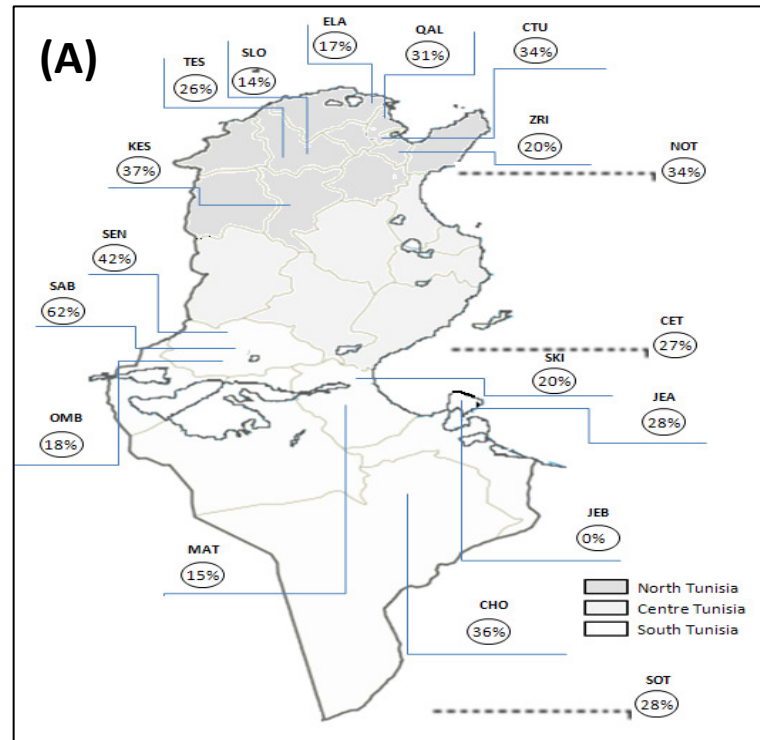 (A)
ELA
17%
QAL
31%
CTU
34%
TES
26%
SLO
14%
ZRI
20%
NOT
34%
KES
37%
SEN
42%
SAB
62%
CET
27%
SKI
20%
JEA
28%
OMB
18%
JEB
0%
MAT
15%
CHO
36%
North Tunisia
Centre Tunisia
South Tunisia
SOT
28%